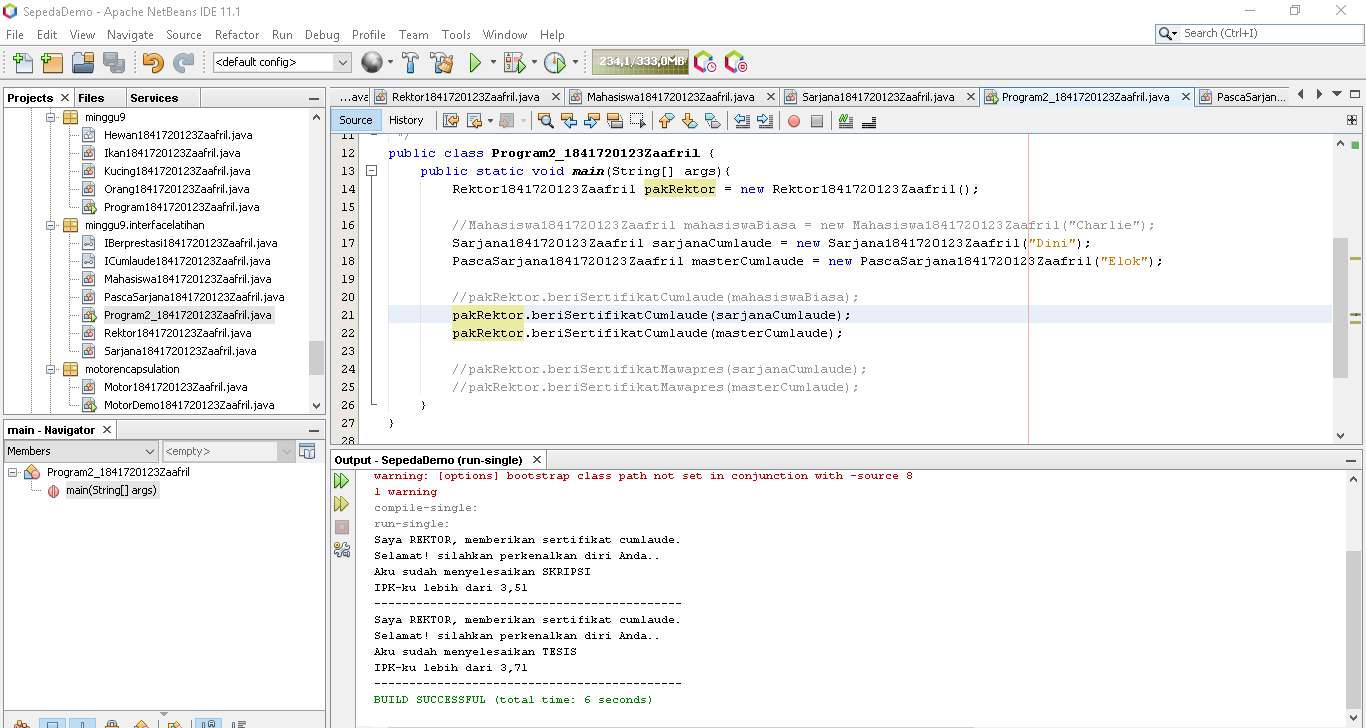 SepedaDemo - Apache NetBeans IDE 11.1
File Edit View Navigate Source Refactor Run Debug Profile Team Tools Window Help
Search (Ctrl+I)
<default config>
234,1/333,0MB
Projects Files Services
minggu9
Hewan1841720123Zaafril.java
Ikan1841720123Zaafril.java
Kucing1841720123Zaafril.java
Orang1841720123Zaafril.java
Program1841720123Zaafril.java
minggu9.interfacelatihan
IBerprestasi1841720123Zaafril.java
ICumlaude1841720123Zaafril.java
Mahasiswa1841720123Zaafril.java
PascaSarjana1841720123Zaafril.java
Program2_1841720123Zaafril.java
Rektor1841720123Zaafril.java
Sarjana1841720123Zaafril.java
motorencapsulation
Motor1841720123Zaafril.java
MotorDemo1841720123Zaafril.java
main - Navigator
Members <empty>
Program2_1841720123Zaafril
main(String[] args)
...ava Rektor1841720123Zaafril.java Mahasiswa1841720123Zaafril.java Sarjana1841720123Zaafril.java Program2_1841720123Zaafril.java PascaSarjan...
Source History
11 */
12 public class Program2_1841720123Zaafril {
13 public static void main(String[] args){
14 Rektor1841720123Zaafril pakRektor = new Rektor1841720123Zaafril();
15
16 //Mahasiswa1841720123Zaafril mahasiswaBiasa = new Mahasiswa1841720123Zaafril("Charlie");
17 Sarjana1841720123Zaafril sarjanaCumlaude = new Sarjana1841720123Zaafril("Dini");
18 PascaSarjana1841720123Zaafril masterCumlaude = new PascaSarjana1841720123Zaafril("Elok");
19
20 //pakRektor.beriSertifikatCumlaude(mahasiswaBiasa);
21 pakRektor.beriSertifikatCumlaude(sarjanaCumlaude);
22 pakRektor.beriSertifikatCumlaude(masterCumlaude);
23
24 //pakRektor.beriSertifikatMawapres(sarjanaCumlaude);
25 //pakRektor.beriSertifikatMawapres(masterCumlaude);
26 }
27 }
28
Output - SepedaDemo (run-single)
warning: [options] bootstrap class path not set in conjunction with -source 8
1 warning
compile-single:
run-single:
Saya REKTOR, memberikan sertifikat cumlaude.
Selamat! silahkan perkenalkan diri Anda..
Aku sudah menyelesaikan SKRIPSI
IPK-ku lebih dari 3,51
--------------------------------------------
Saya REKTOR, memberikan sertifikat cumlaude.
Selamat! silahkan perkenalkan diri Anda..
Aku sudah menyelesaikan TESIS
IPK-ku lebih dari 3,71
--------------------------------------------
BUILD SUCCESSFUL (total time: 6 seconds)